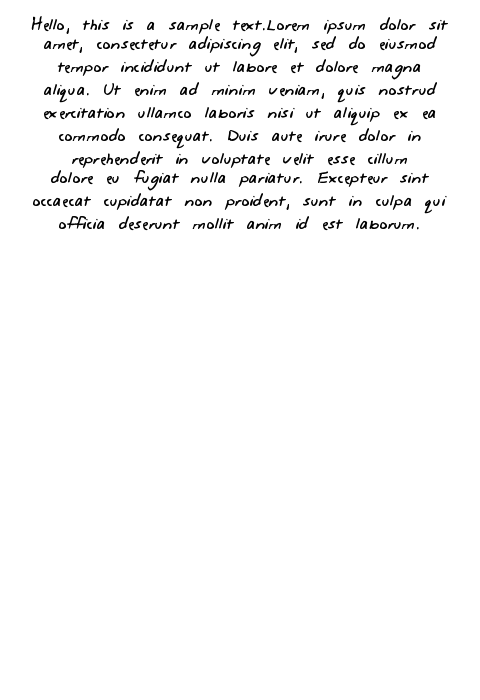 Hello, this is a sample text.Lorem ipsum dolor sit
amet, consectetur adipiscing elit, sed do eiusmod
tempor incididunt ut labore et dolore magna
aliqua. Ut enim ad minim veniam, quis nostrud
exercitation ullamco laboris nisi ut aliquip ex ea
commodo consequat. Duis aute irure dolor in
reprehenderit in voluptate velit esse cillum
dolore eu fugiat nulla pariatur. Excepteur sint
occaecat cupidatat non proident, sunt in culpa qui
officia deserunt mollit anim id est laborum.